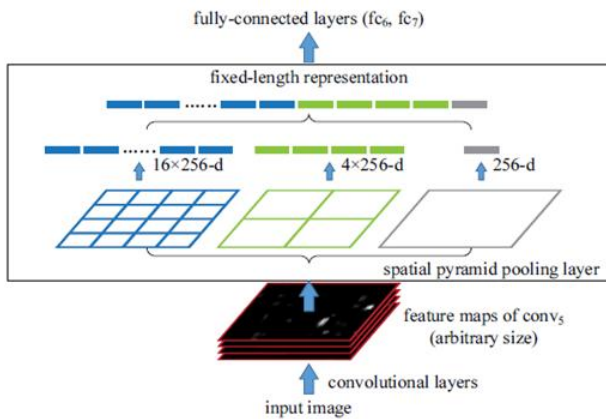 fully-connected layers (fc₆, fc₇)
fixed-length representation
......
......
16×256-d
4×256-d
256-d
spatial pyramid pooling layer
feature maps of conv₅
(arbitrary size)
convolutional layers
input image